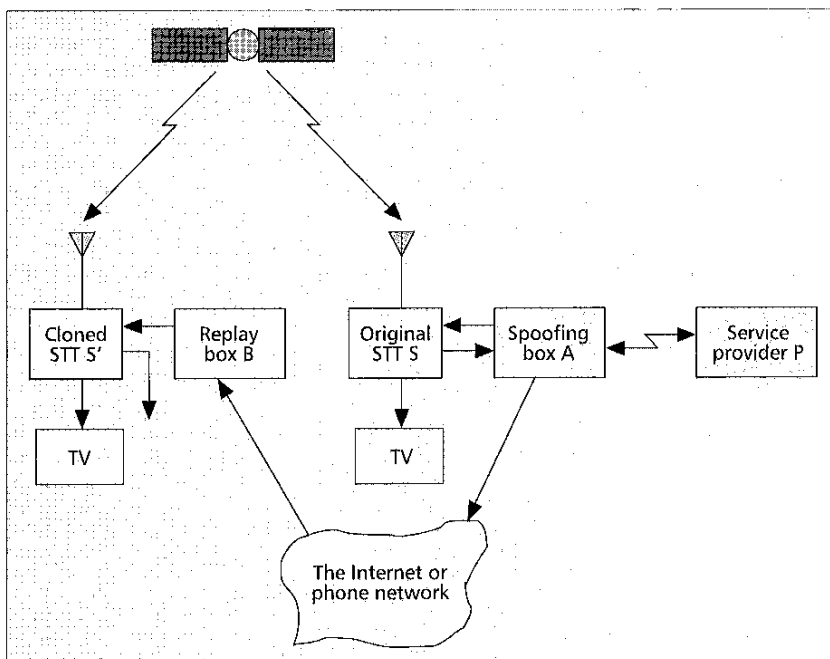 Cloned
STT S'
Replay
box B
Original
STT S
Spoofing
box A
Service
provider P
TV
TV
The Internet or
phone network